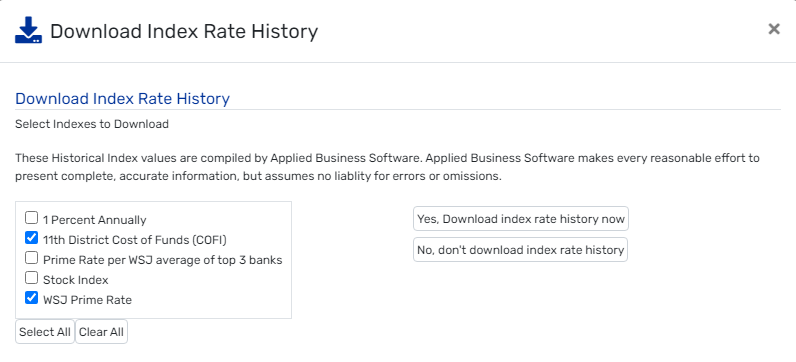 Download Index Rate History
Download Index Rate History
Select Indexes to Download
These Historical Index values are compiled by Applied Business Software. Applied Business Software makes every reasonable effort to
present complete, accurate information, but assumes no liablity for errors or omissions.
1 Percent Annually
11th District Cost of Funds (COFI)
Prime Rate per WSJ average of top 3 banks
Stock Index
WSJ Prime Rate
Select All Clear All
Yes, Download index rate history now
No, don't download index rate history